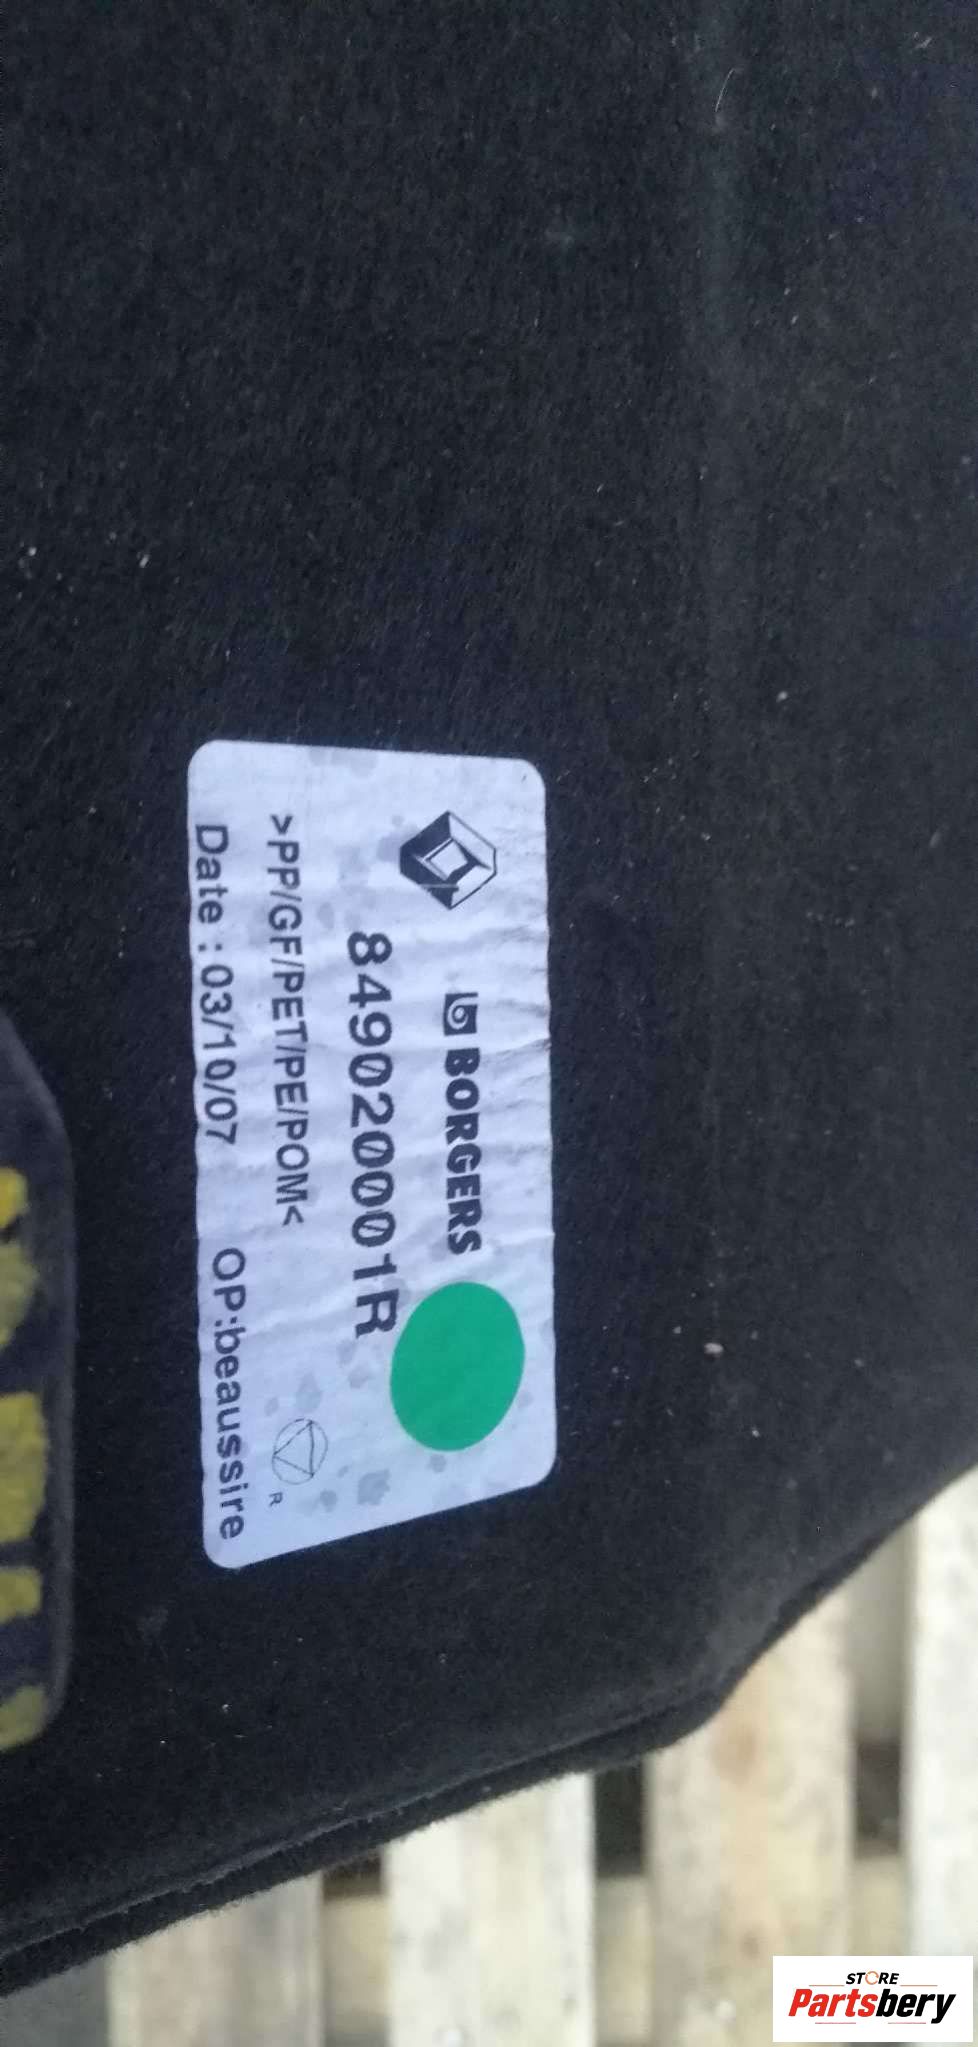 BORGERS
849020001R
>PP/GF/PET/PE/POM<
R
Date : 03/10/07 OP:beaussire
STORE
Partsbery